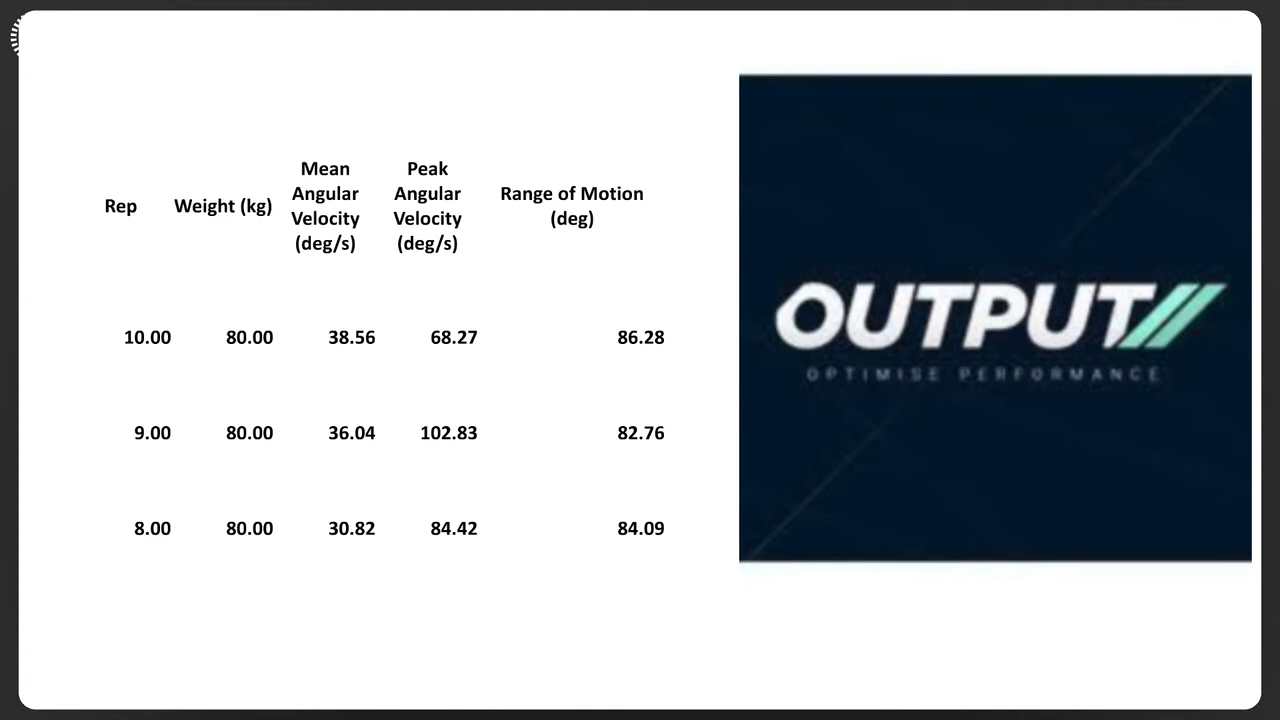 Rep Weight (kg) Mean Angular Velocity (deg/s) Peak Angular Velocity (deg/s) Range of Motion (deg)
10.00 80.00 38.56 68.27 86.28
9.00 80.00 36.04 102.83 82.76
8.00 80.00 30.82 84.42 84.09
OUTPUT
OPTIMISE PERFORMANCE